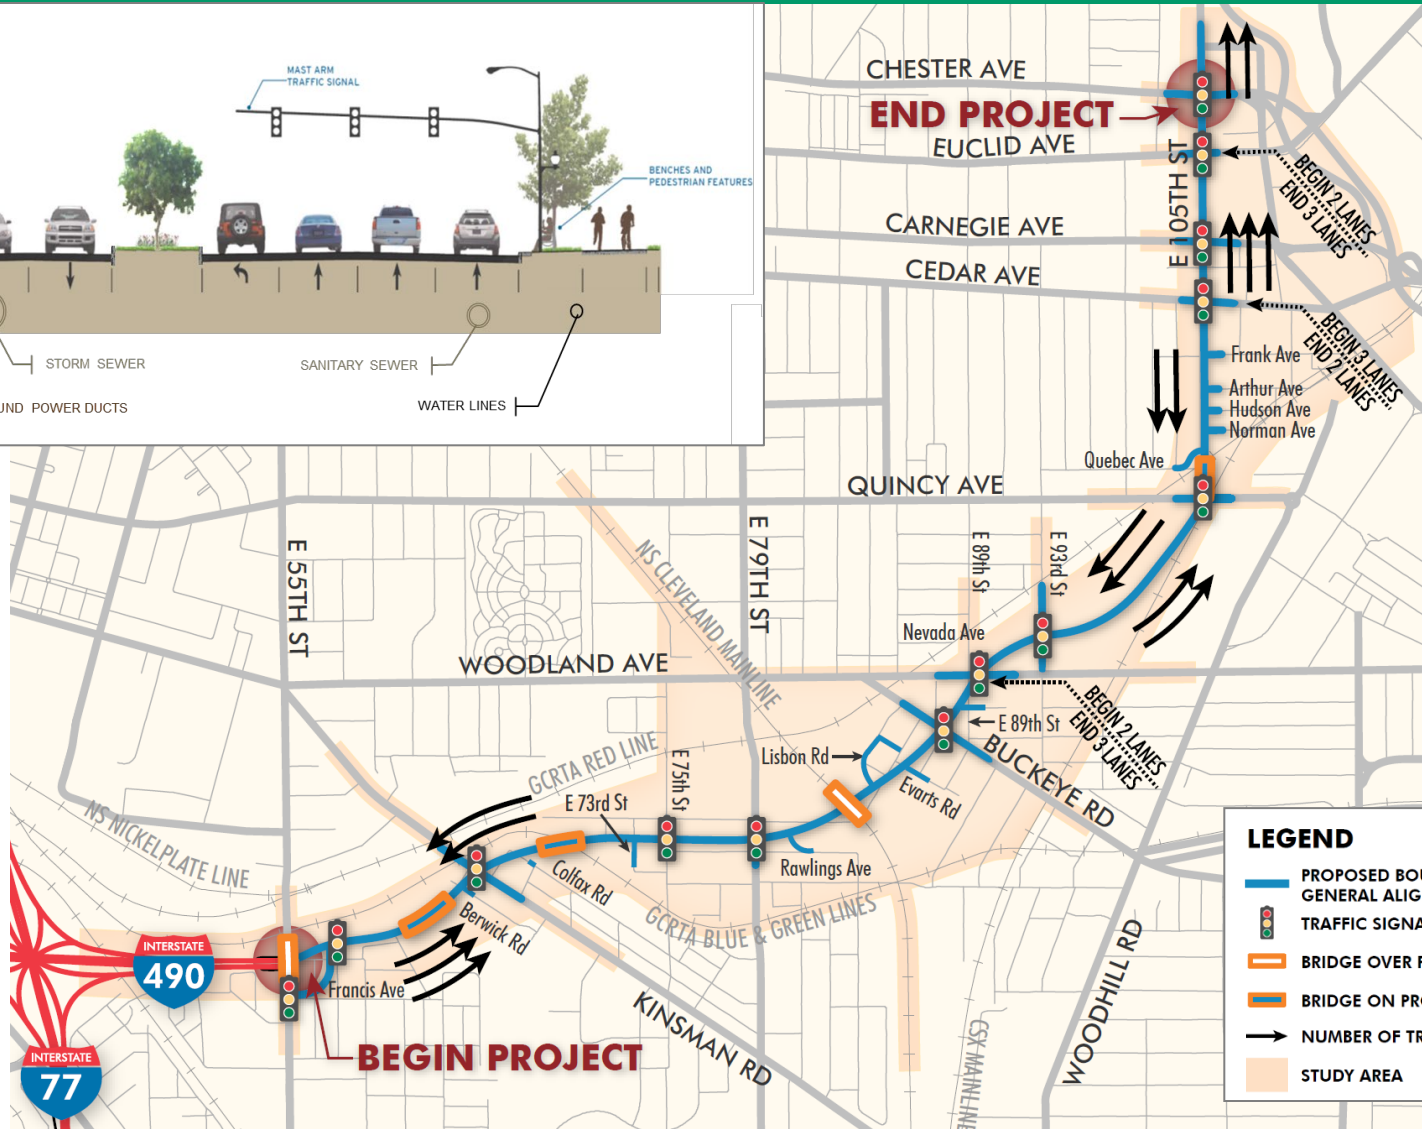 MAST ARM
TRAFFIC SIGNAL
BENCHES AND
PEDESTRIAN FEATURES
STORM SEWER
SANITARY SEWER
UND POWER DUCTS
WATER LINES
CHESTER AVE
END PROJECT
EUCLID AVE
E 105TH ST
BEGIN 2 LANES
END 3 LANES
CARNEGIE AVE
CEDAR AVE
BEGIN 3 LANES
END 2 LANES
Frank Ave
Arthur Ave
Hudson Ave
Norman Ave
Quebec Ave
QUINCY AVE
E 55TH ST
NS CLEVELAND MAINLINE
E 79TH ST
E 89th St
E 93rd St
Nevada Ave
WOODLAND AVE
BEGIN 2 LANES
END 3 LANES
E 89th St
BUCKEYE RD
Lisbon Rd
Evarts Rd
GCRTA RED LINE
E 75th St
E 73rd St
NS NICKELPLATE LINE
Rawlings Ave
Colfax Rd
GCRTA BLUE & GREEN LINES
Berwick Rd
INTERSTATE
490
Francis Ave
BEGIN PROJECT
KINSMAN RD
CSX MAINLINE
WOODHILL RD
INTERSTATE
77
LEGEND
PROPOSED BOU
GENERAL ALIG
TRAFFIC SIGNA
BRIDGE OVER P
BRIDGE ON PRO
NUMBER OF TR
STUDY AREA